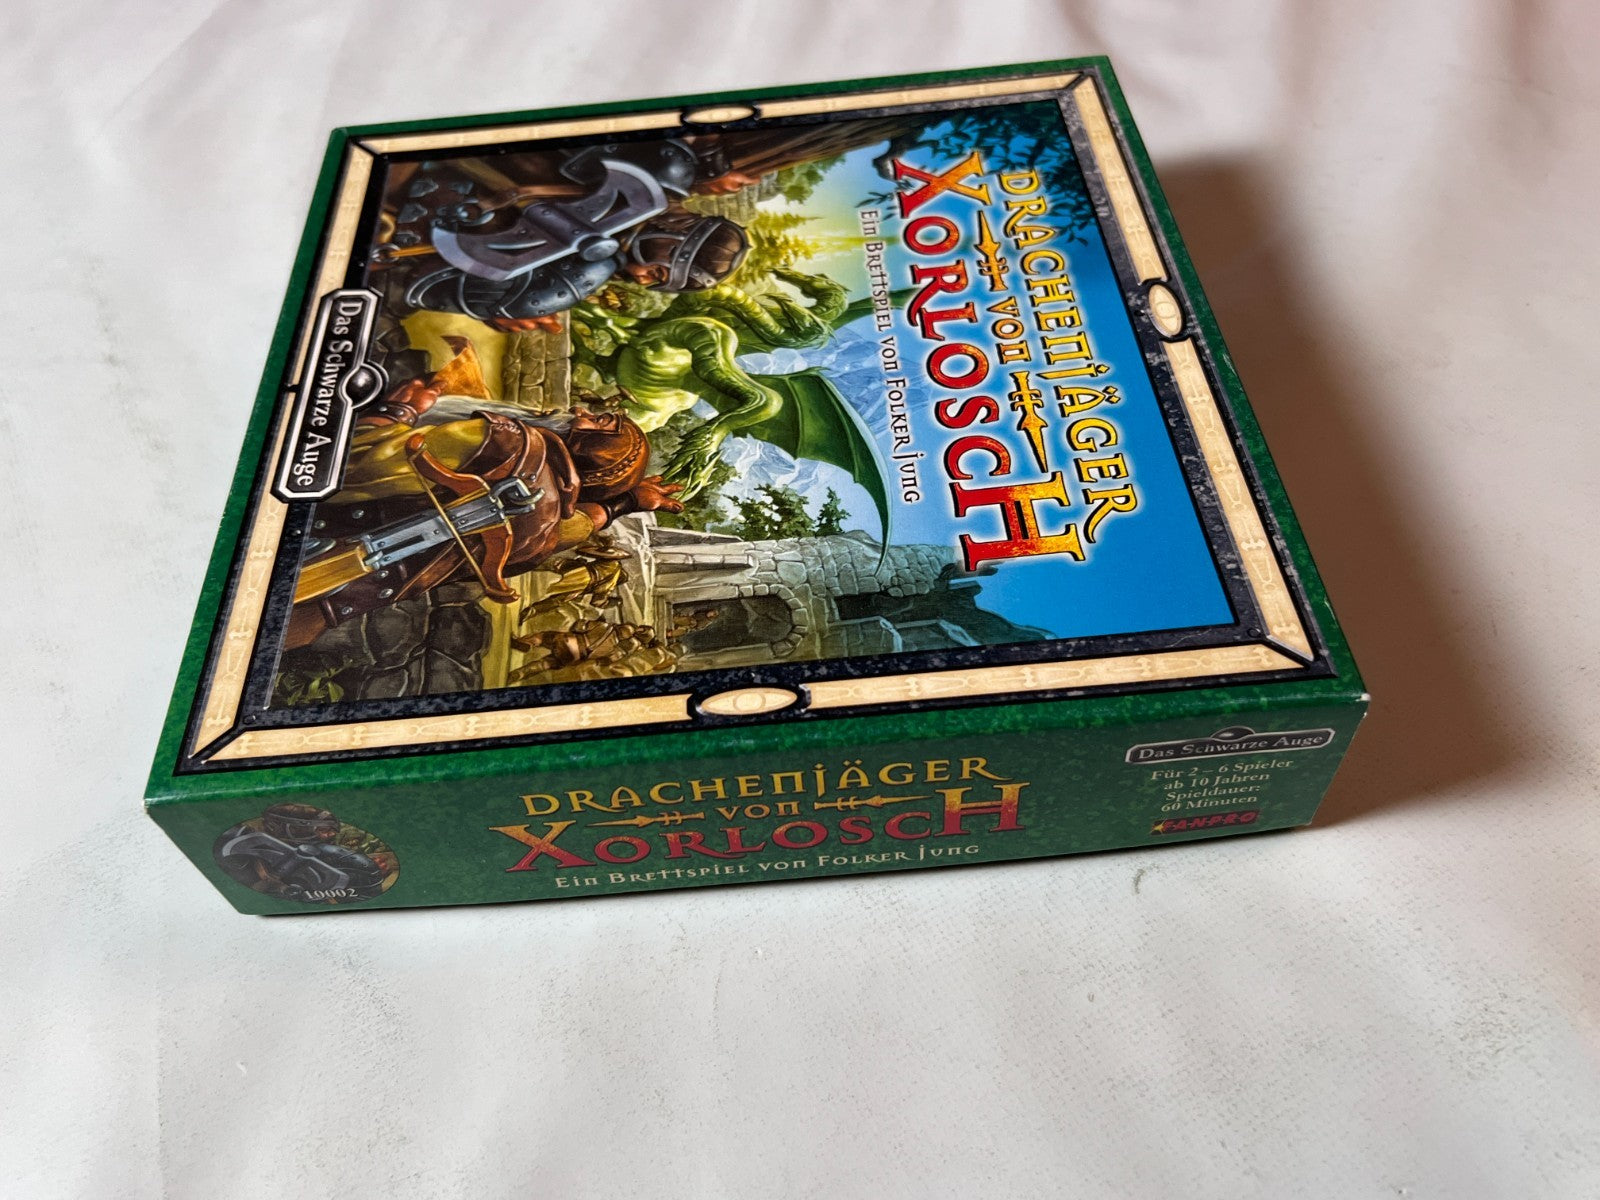 DRACHENJÄGER
VON
XORLOSCH
EIN BRETTSPIEL VON FOLKER JUNG
Das Schwarze Auge
DRACHENJÄGER
VON
XORLOSCH
EIN BRETTSPIEL VON FOLKER JUNG
10002
Das Schwarze Auge
Für 2 – 6 Spieler
ab 10 Jahren
Spieldauer:
60 Minuten
FANPRO